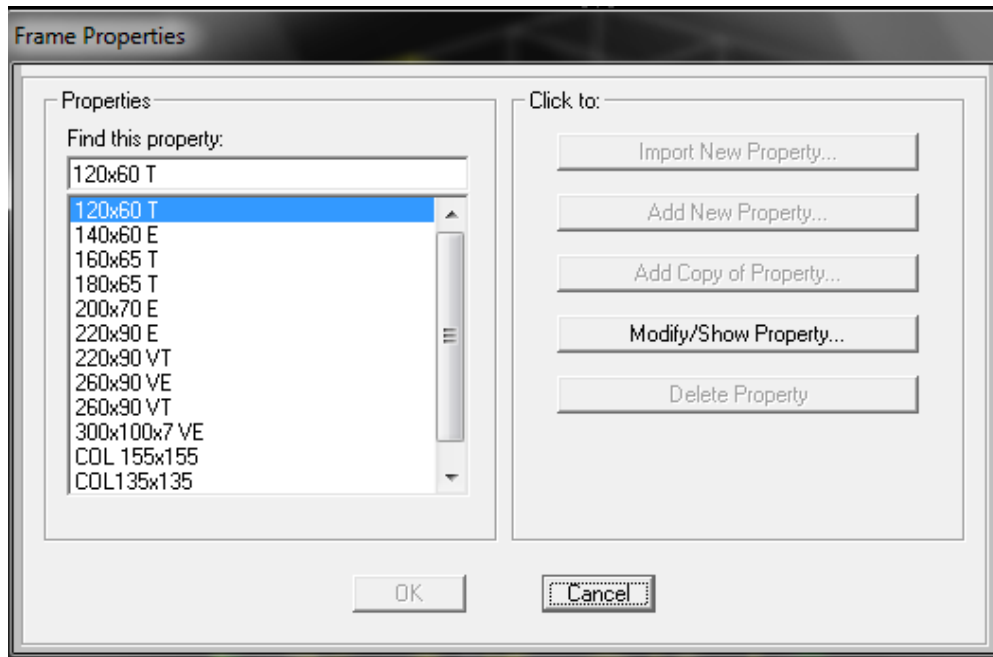 Frame Properties
Properties
Find this property:
120x60 T
120x60 T
140x60 E
160x65 T
180x65 T
200x70 E
220x90 E
220x90 VT
260x90 VE
260x90 VT
300x100x7 VE
COL 155x155
COL135x135
Click to:
Import New Property...
Add New Property...
Add Copy of Property...
Modify/Show Property...
Delete Property
OK
Cancel